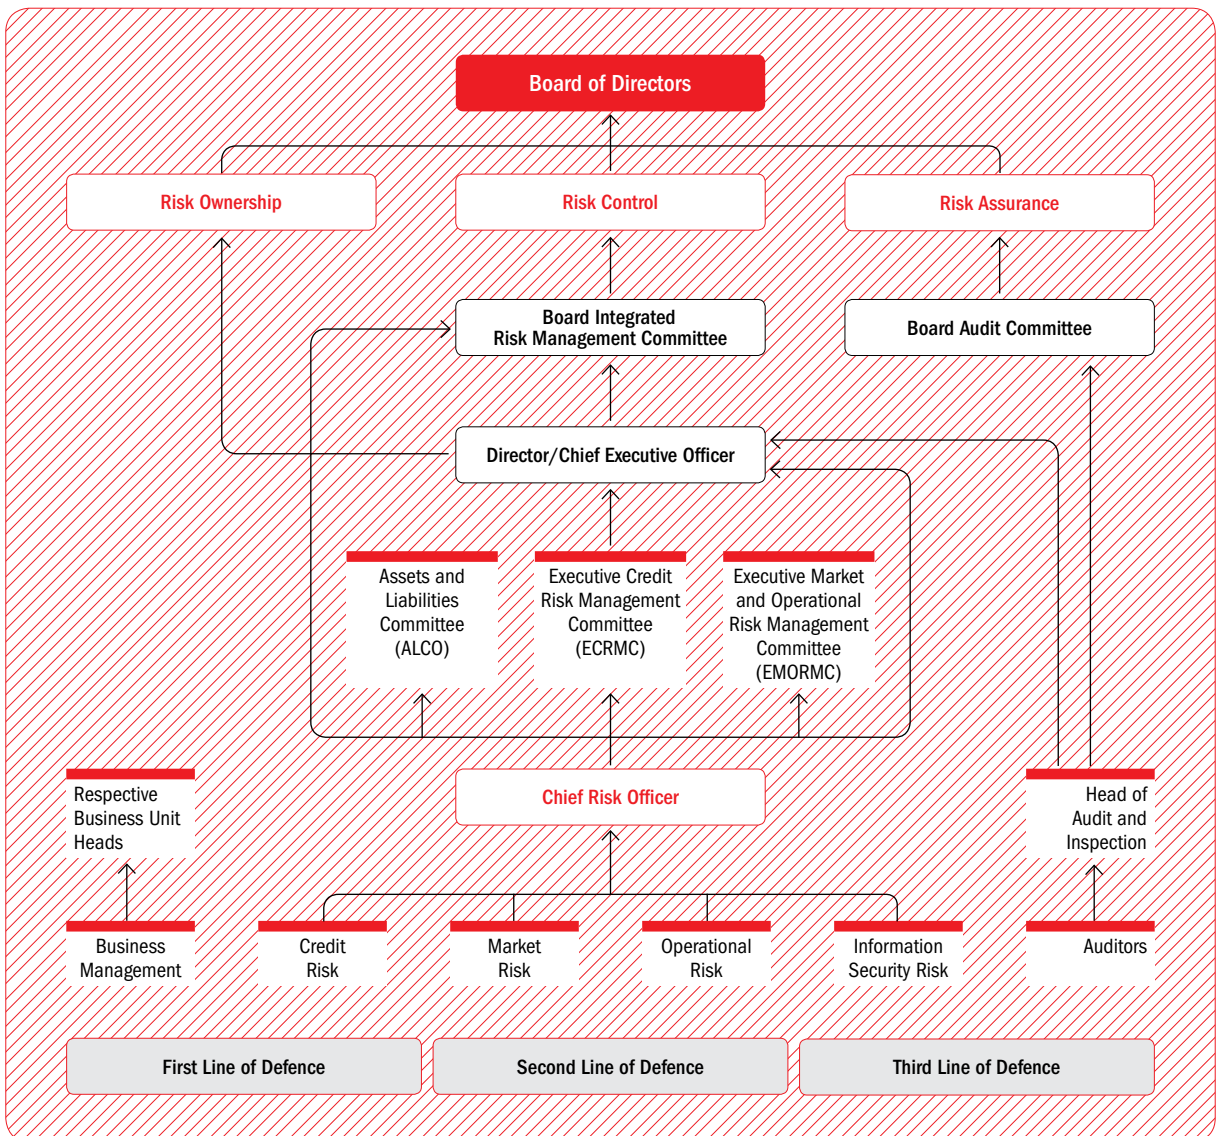 Board of Directors
Risk Ownership
Risk Control
Risk Assurance
Board Integrated
Risk Management Committee
Board Audit Committee
Director/Chief Executive Officer
Assets and
Liabilities
Committee
(ALCO)
Executive Credit
Risk Management
Committee
(ECRMC)
Executive Market
and Operational
Risk Management
Committee
(EMORMC)
Respective
Business Unit
Heads
Chief Risk Officer
Head of
Audit and
Inspection
Business
Management
Credit
Risk
Market
Risk
Operational
Risk
Information
Security Risk
Auditors
First Line of Defence
Second Line of Defence
Third Line of Defence